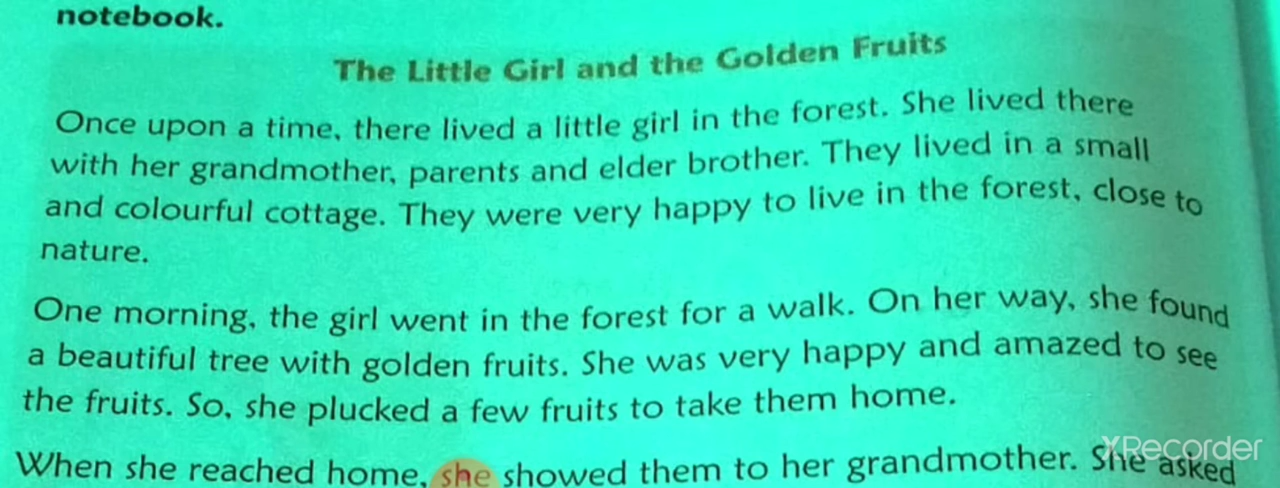 notebook.
The Little Girl and the Golden Fruits
Once upon a time, there lived a little girl in the forest. She lived there
with her grandmother, parents and elder brother. They lived in a small
and colourful cottage. They were very happy to live in the forest, close to
nature.
One morning, the girl went in the forest for a walk. On her way, she found
a beautiful tree with golden fruits. She was very happy and amazed to see
the fruits. So, she plucked a few fruits to take them home.
When she reached home, she showed them to her grandmother. She asked
XRecorder